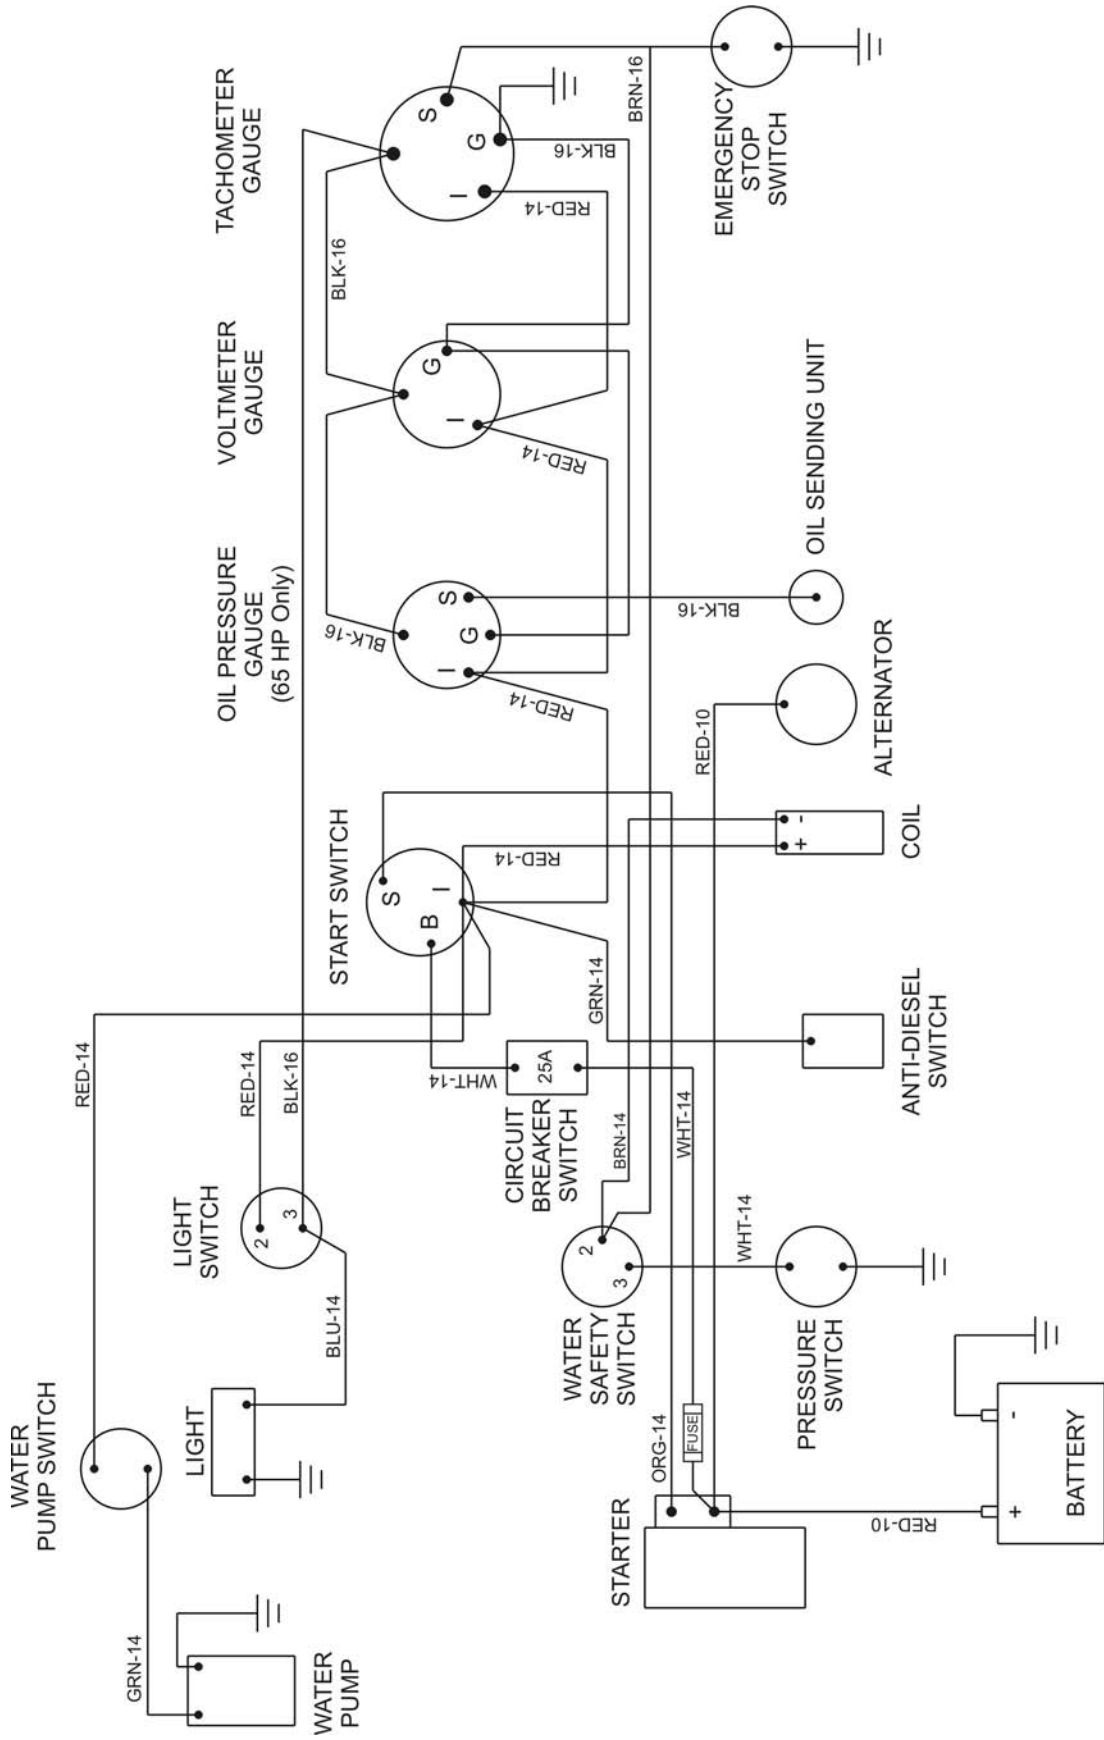 WATER
PUMP SWITCH
RED-14
GRN-14
WATER
PUMP
LIGHT
BLU-14
LIGHT
SWITCH
2
3
RED-14
BLK-16
START SWITCH
S
B
I
OIL PRESSURE
GAUGE
(65 HP Only)
BLK-16
I
G
S
RED-14
VOLTMETER
GAUGE
BLK-16
G
I
RED-14
TACHOMETER
GAUGE
S
G
I
BLK-16
RED-14
WHT-14
CIRCUIT
BREAKER
SWITCH
25A
GRN-14
RED-14
BRN-14
WHT-14
BRN-16
WATER
SAFETY
SWITCH
2
3
WHT-14
STARTER
ORG-14
FUSE
RED-10
RED-10
BATTERY
+
-
PRESSURE
SWITCH
ANTI-DIESEL
SWITCH
COIL
+
-
ALTERNATOR
BLK-16
OIL SENDING UNIT
EMERGENCY
STOP
SWITCH